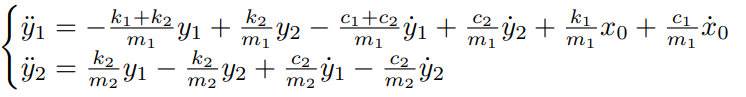 ÿ₁ = −(k₁+k₂)/m₁ y₁ + k₂/m₁ y₂ − (c₁+c₂)/m₁ ẏ₁ + c₂/m₁ ẏ₂ + k₁/m₁ x₀ + c₁/m₁ ẋ₀
ÿ₂ = k₂/m₂ y₁ − k₂/m₂ y₂ + c₂/m₂ ẏ₁ − c₂/m₂ ẏ₂